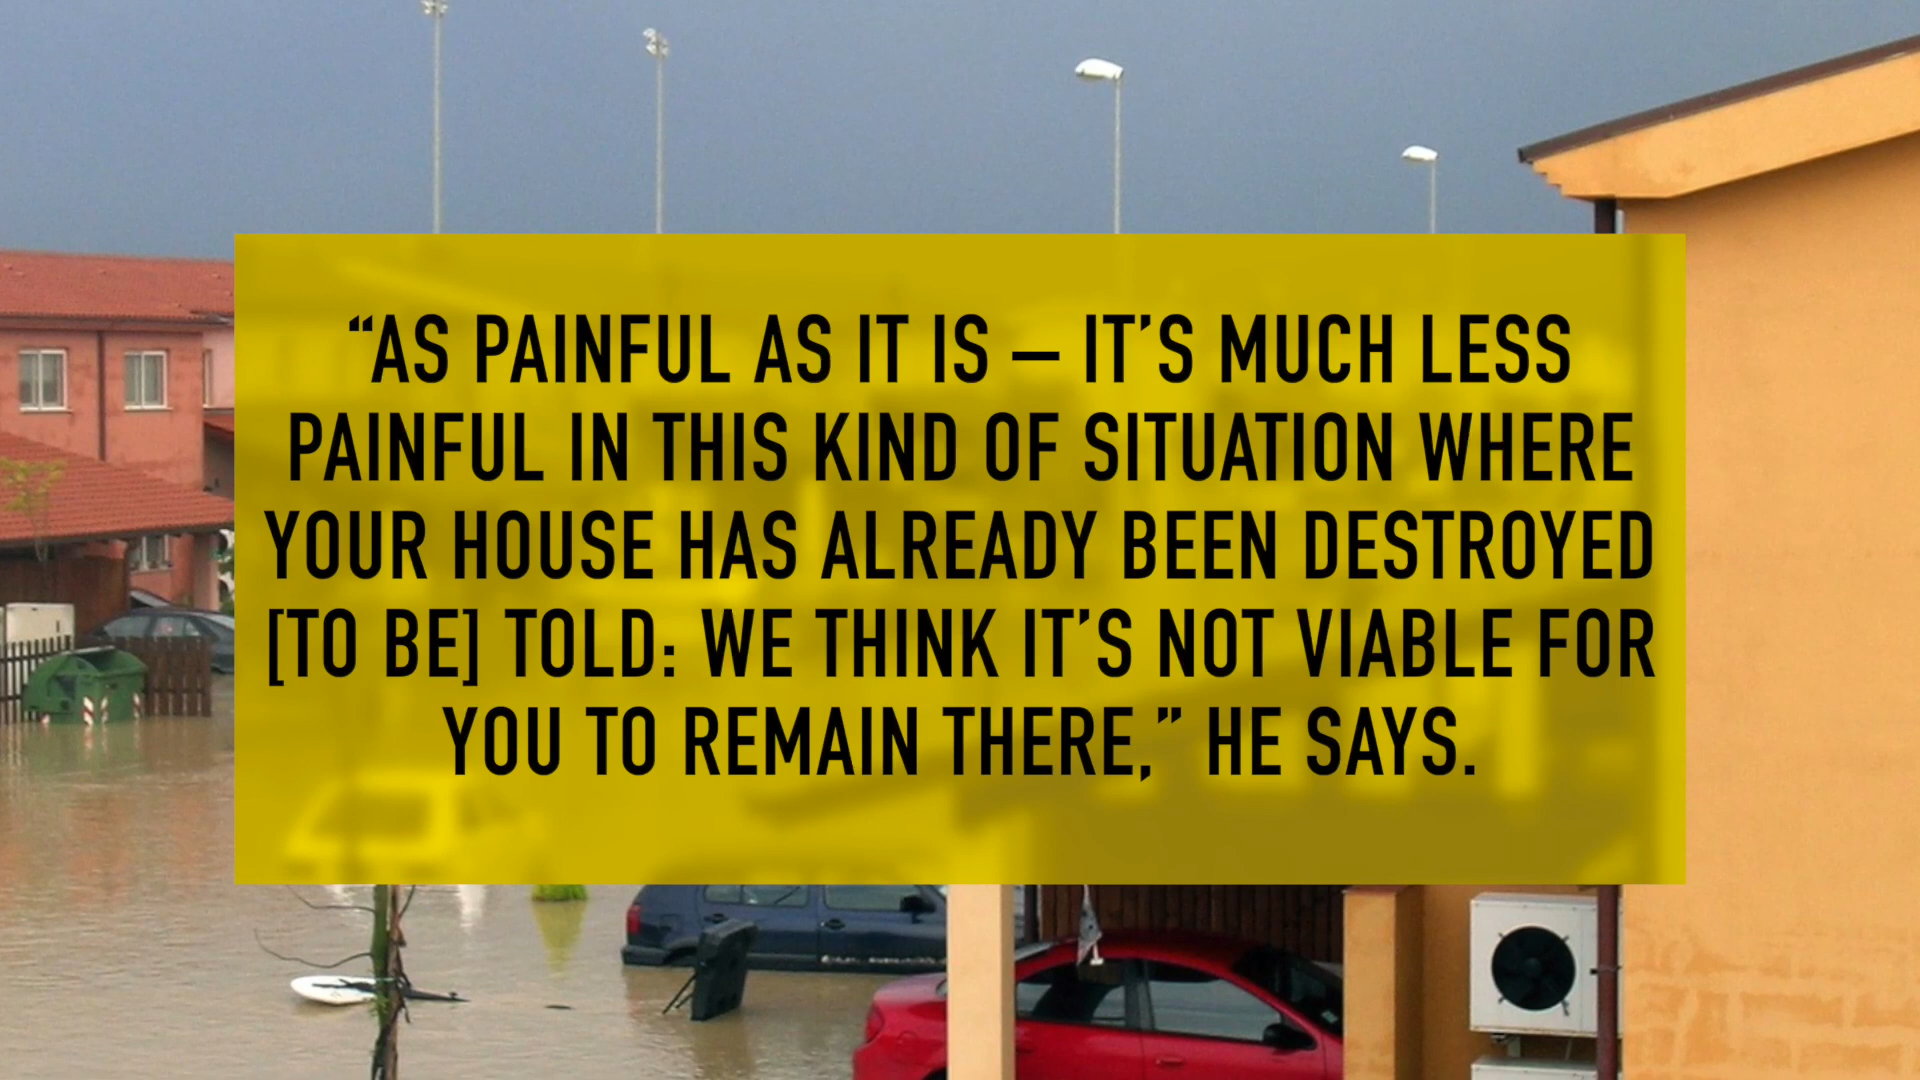 “AS PAINFUL AS IT IS – IT’S MUCH LESS
PAINFUL IN THIS KIND OF SITUATION WHERE
YOUR HOUSE HAS ALREADY BEEN DESTROYED
[TO BE] TOLD: WE THINK IT’S NOT VIABLE FOR
YOU TO REMAIN THERE,” HE SAYS.